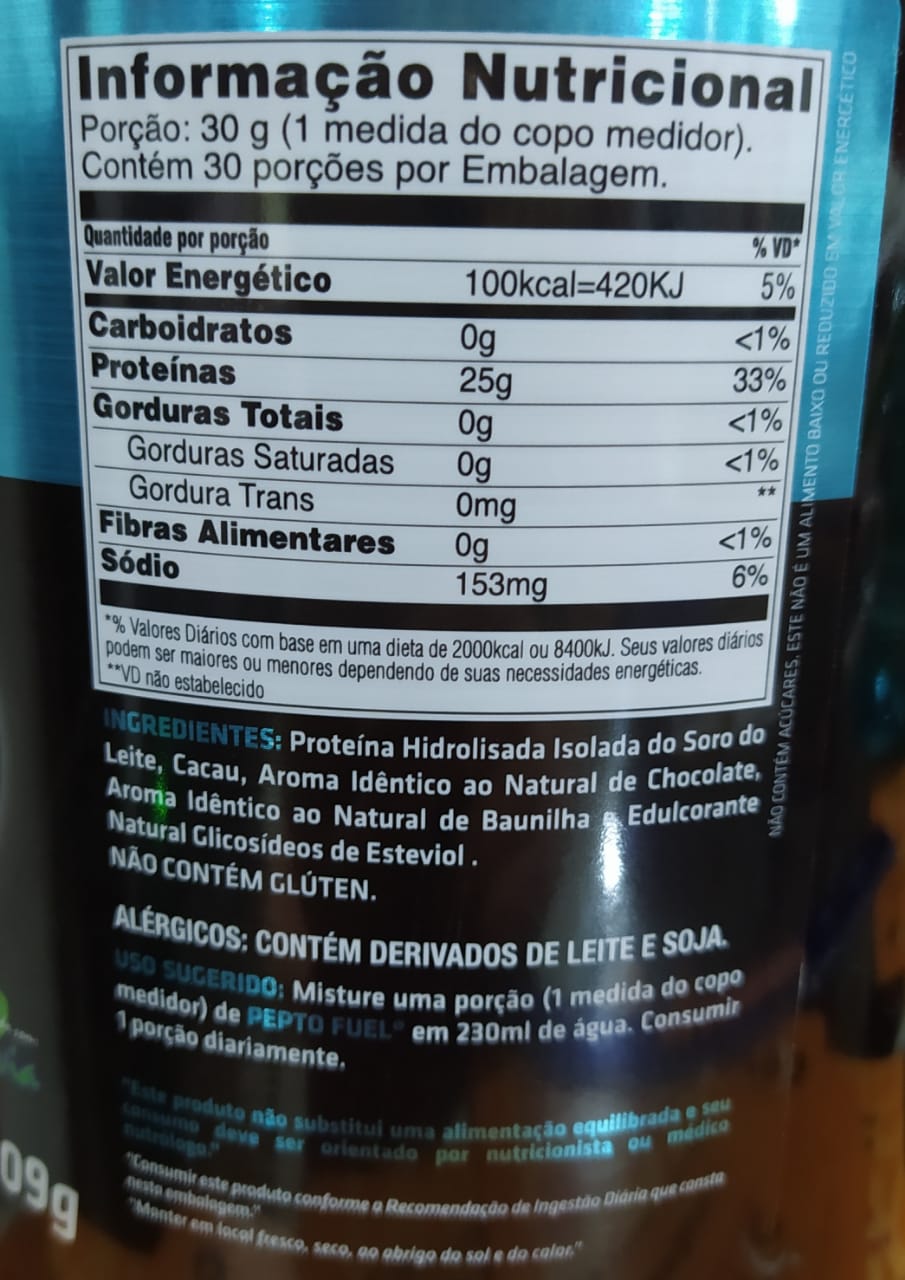 Informação Nutricional
Porção: 30 g (1 medida do copo medidor).
Contém 30 porções por Embalagem.
Quantidade por porção % VD*
Valor Energético 100kcal=420KJ 5%
Carboidratos 0g <1%
Proteínas 25g 33%
Gorduras Totais 0g <1%
Gorduras Saturadas 0g <1%
Gordura Trans 0mg **
Fibras Alimentares 0g <1%
Sódio 153mg 6%
*% Valores Diários com base em uma dieta de 2000kcal ou 8400kJ. Seus valores diários
podem ser maiores ou menores dependendo de suas necessidades energéticas.
**VD não estabelecido
INGREDIENTES: Proteína Hidrolisada Isolada do Soro do
Leite, Cacau, Aroma Idêntico ao Natural de Chocolate,
Aroma Idêntico ao Natural de Baunilha e Edulcorante
Natural Glicosídeos de Esteviol .
NÃO CONTÉM GLÚTEN.
ALÉRGICOS: CONTÉM DERIVADOS DE LEITE E SOJA.
USO SUGERIDO: Misture uma porção (1 medida do copo
medidor) de PEPTO FUEL® em 230ml de água. Consumir
1 porção diariamente.
"Este produto não substitui uma alimentação equilibrada e seu
consumo deve ser orientado por nutricionista ou médico
nutrologo."
"Consumir este produto conforme a Recomendação de Ingestão Diária que consta
nesta embalagem."
"Manter em local fresco, seco, ao abrigo do sol e do calor."
NÃO CONTÉM AÇÚCARES. ESTE NÃO É UM ALIMENTO BAIXO OU REDUZIDO EM VALOR ENERGÉTICO
09g